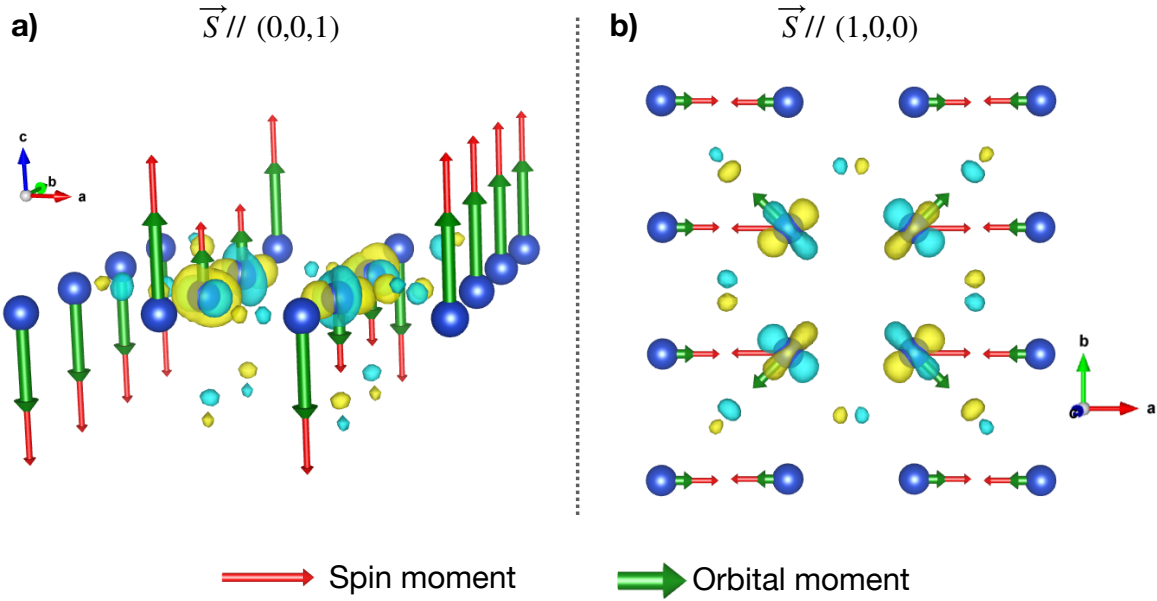 a)
S⃗ // (0,0,1)
b)
S⃗ // (1,0,0)
c
b
a
b
a
c
Spin moment
Orbital moment